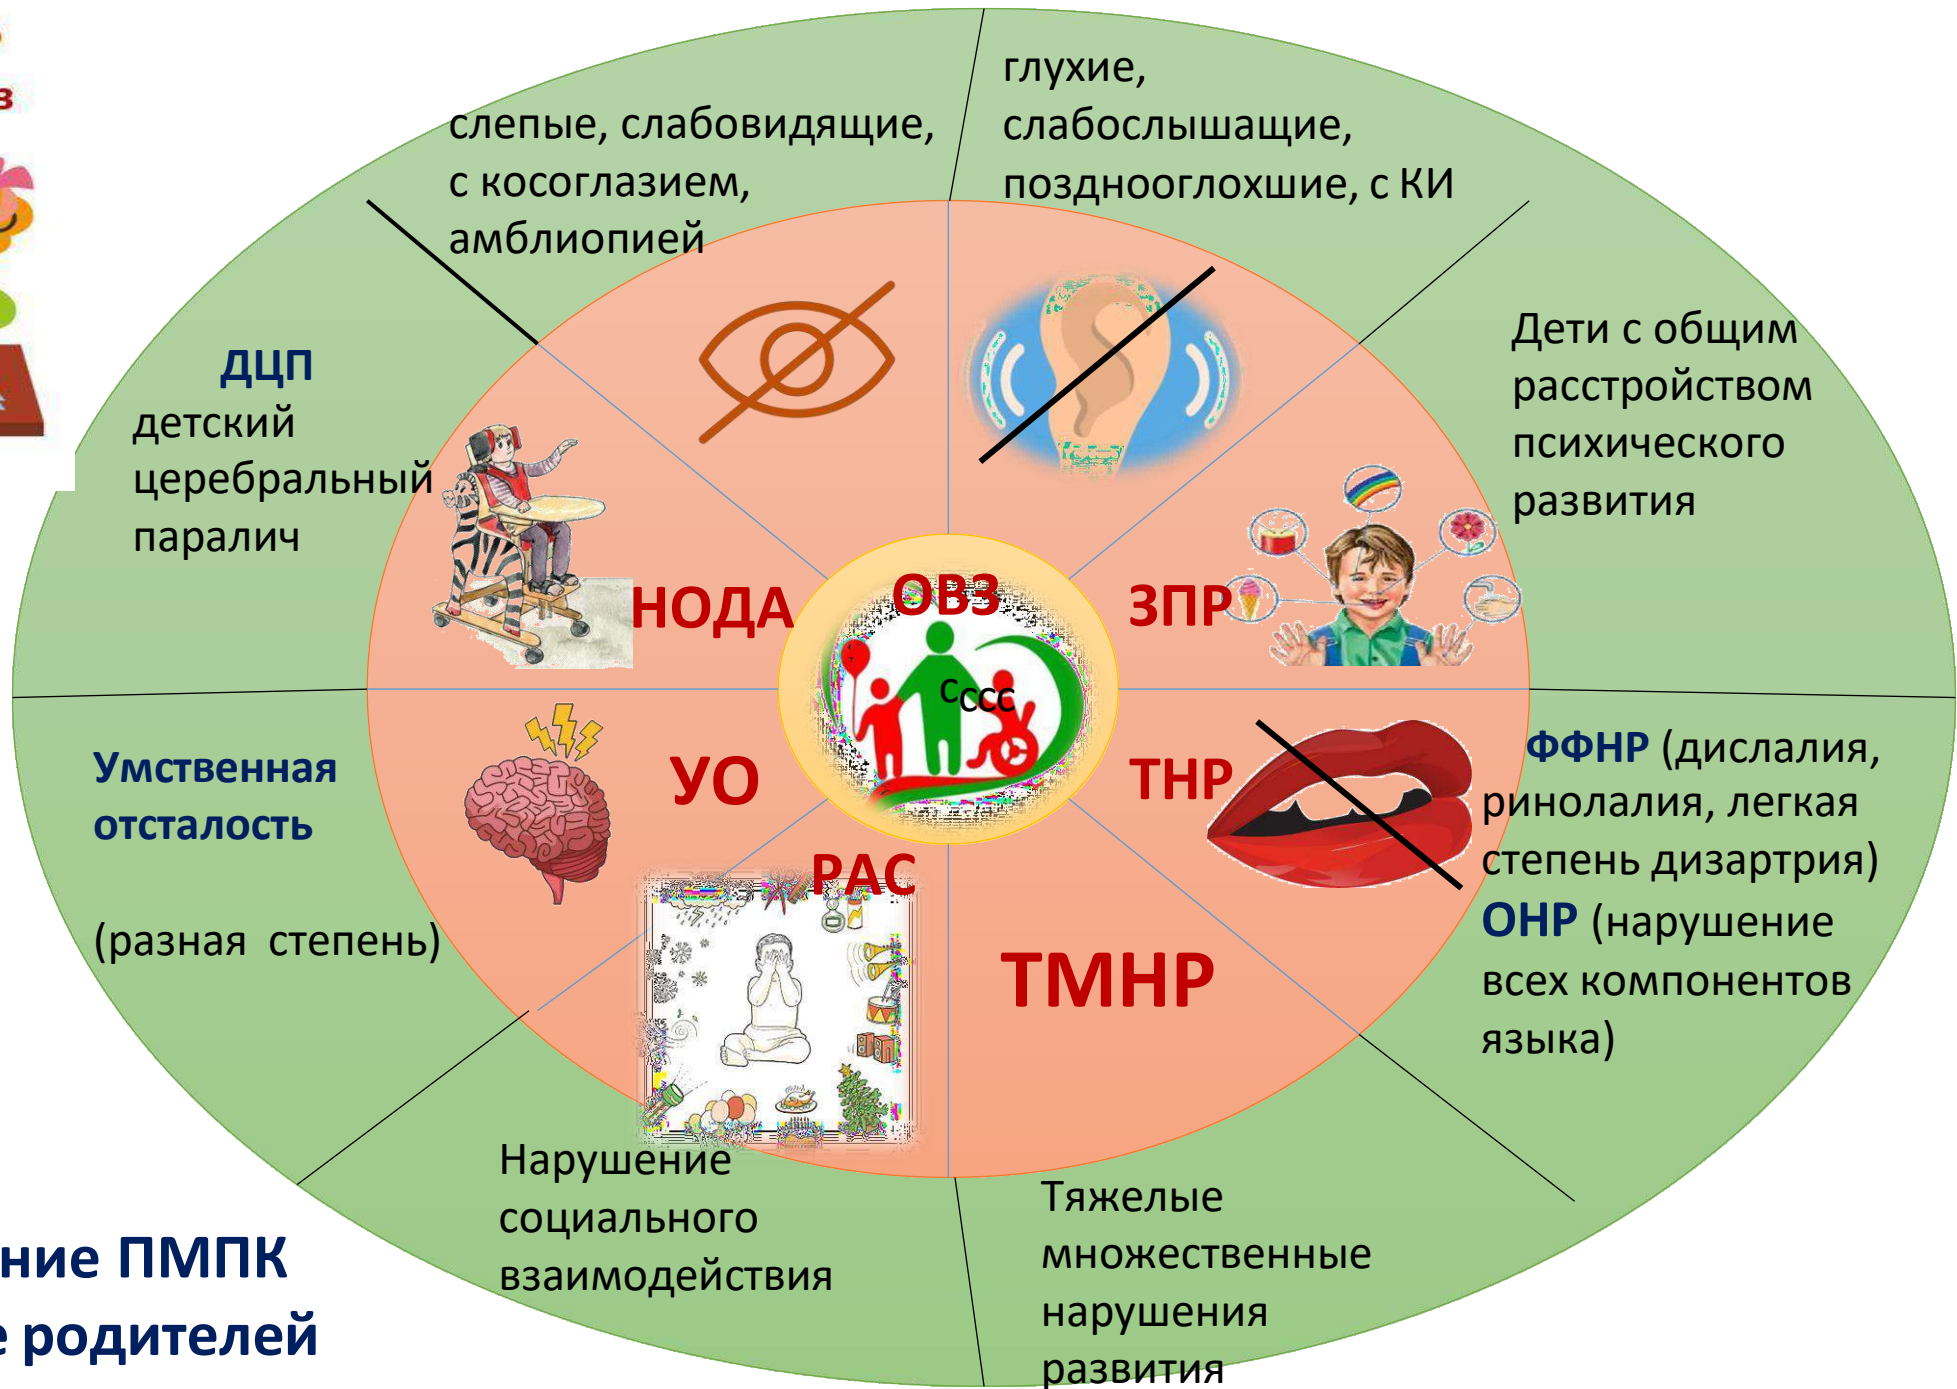 глухие,
слабослышащие,
позднооглохшие, с КИ
слепые, слабовидящие,
с косоглазием,
амблиопией
Дети с общим
расстройством
психического
развития
ДЦП
детский
церебральный
паралич
НОДА
ОВЗ
ЗПР
сссс
Умственная
отсталость
(разная степень)
УО
ТНР
ФФНР (дислалия,
ринолалия, легкая
степень дизартрия)
ОНР (нарушение
всех компонентов
языка)
РАС
ТМНР
Нарушение
социального
взаимодействия
Тяжелые
множественные
нарушения
развития
ние ПМПК
е родителей